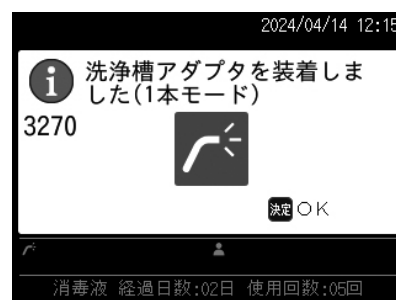 2024/04/14 12:15
洗浄槽アダプタを装着しま
した(1本モード)
3270
決定 OK
消毒液 経過日数:02日 使用回数:05回